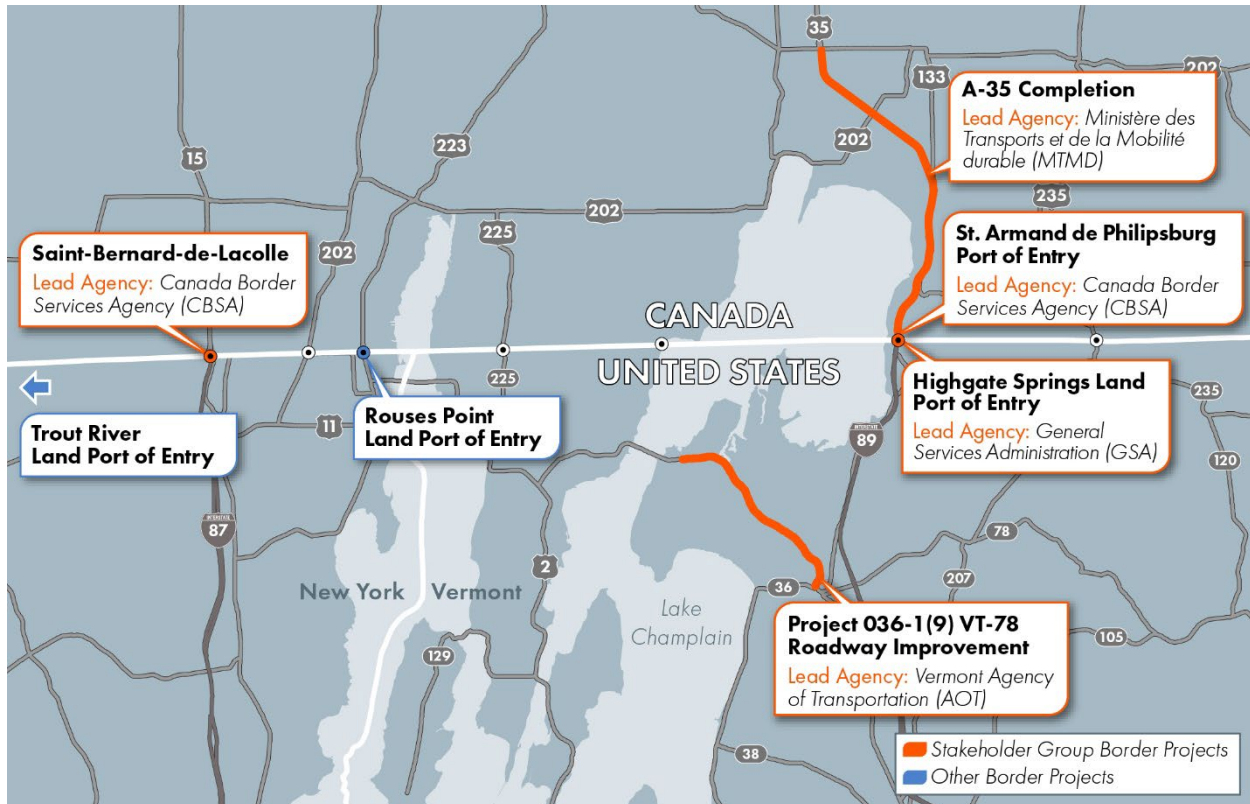 35
202
133
A-35 Completion
Lead Agency: Ministère des
Transports et de la Mobilité
durable (MTMD)
223
202
15
235
202
225
St. Armand de Philipsburg
Port of Entry
Lead Agency: Canada Border
Services Agency (CBSA)
Saint-Bernard-de-Lacolle
Lead Agency: Canada Border
Services Agency (CBSA)
202
CANADA
UNITED STATES
225
235
Highgate Springs Land
Port of Entry
Lead Agency: General
Services Administration (GSA)
Trout River
Land Port of Entry
11
Rouses Point
Land Port of Entry
INTERSTATE
89
120
INTERSTATE
87
78
2
207
36
New York
Vermont
Lake
Champlain
Project 036-1(9) VT-78
Roadway Improvement
Lead Agency: Vermont Agency
of Transportation (AOT)
105
129
38
Stakeholder Group Border Projects
Other Border Projects